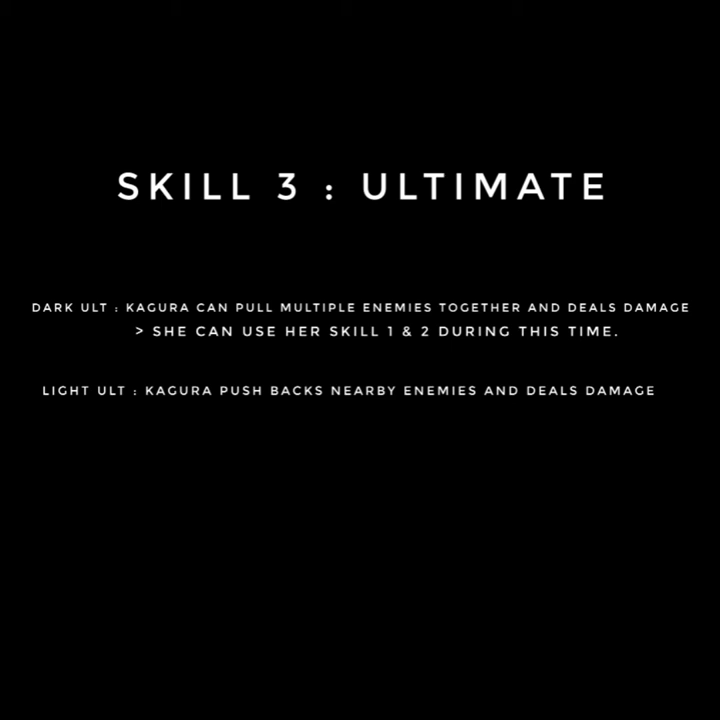 SKILL 3 : ULTIMATE
DARK ULT : KAGURA CAN PULL MULTIPLE ENEMIES TOGETHER AND DEALS DAMAGE
> SHE CAN USE HER SKILL 1 & 2 DURING THIS TIME.
LIGHT ULT : KAGURA PUSH BACKS NEARBY ENEMIES AND DEALS DAMAGE